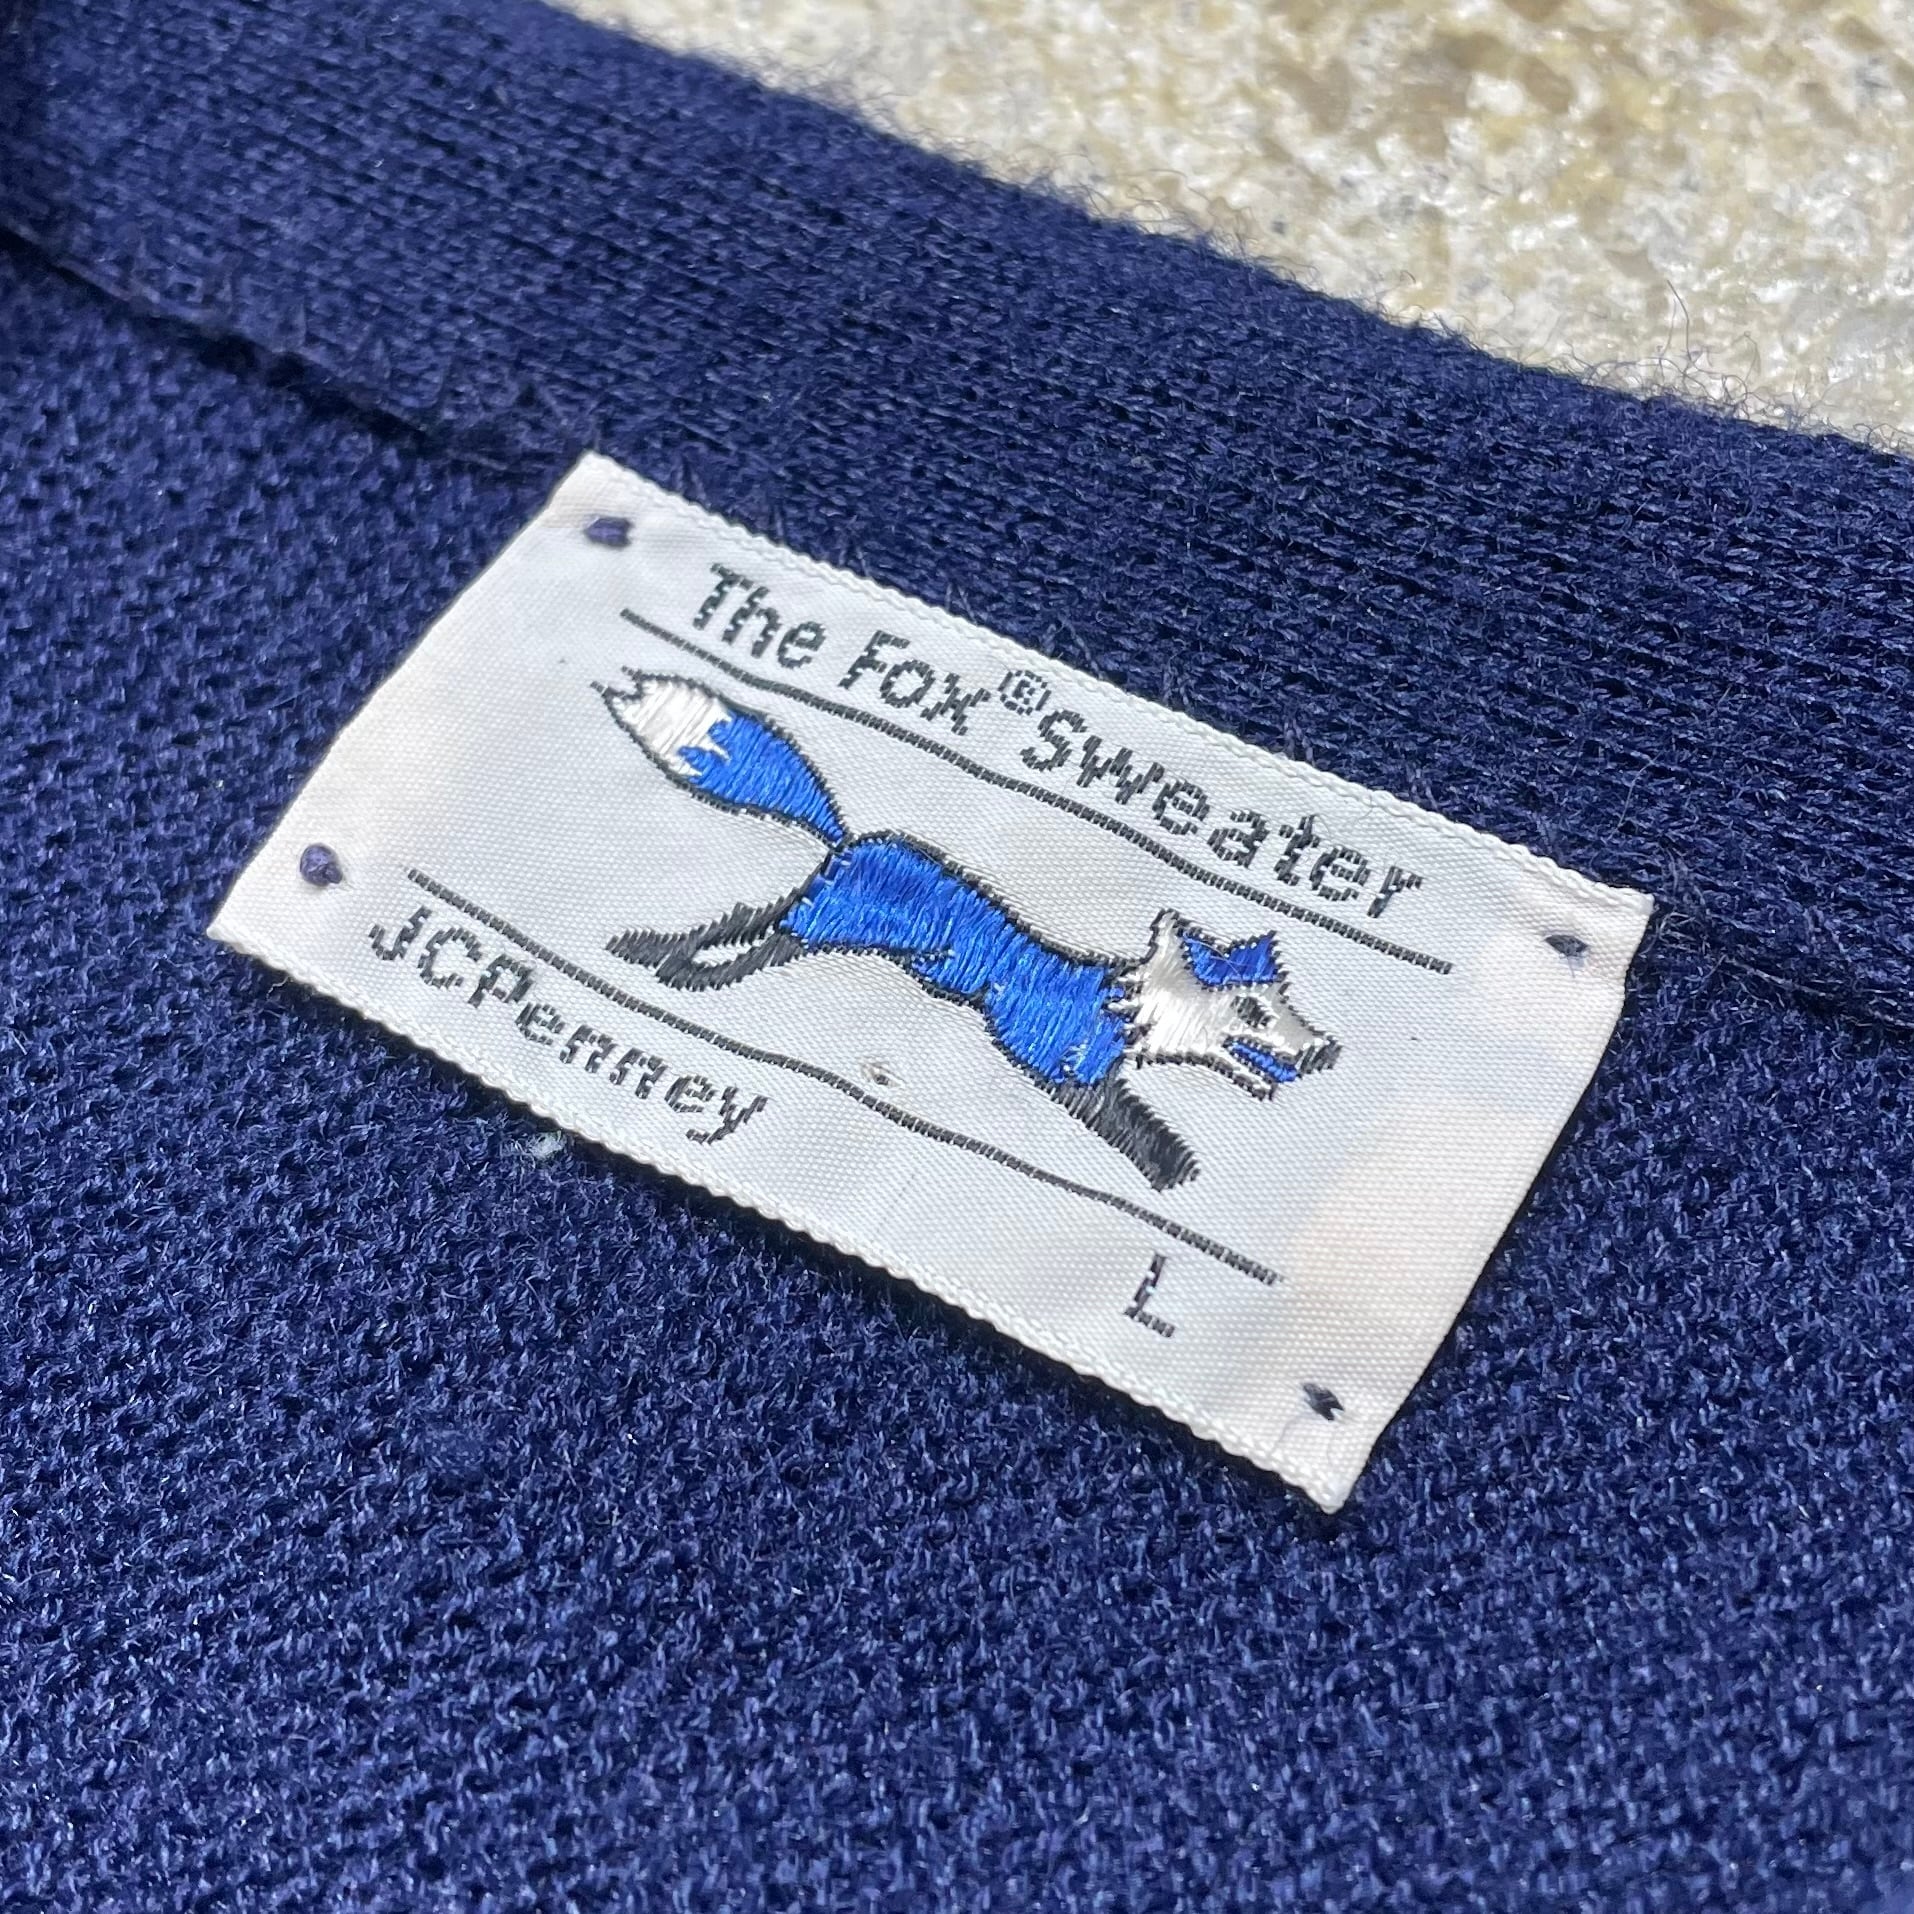 The Fox® Sweater
JCPenney
L